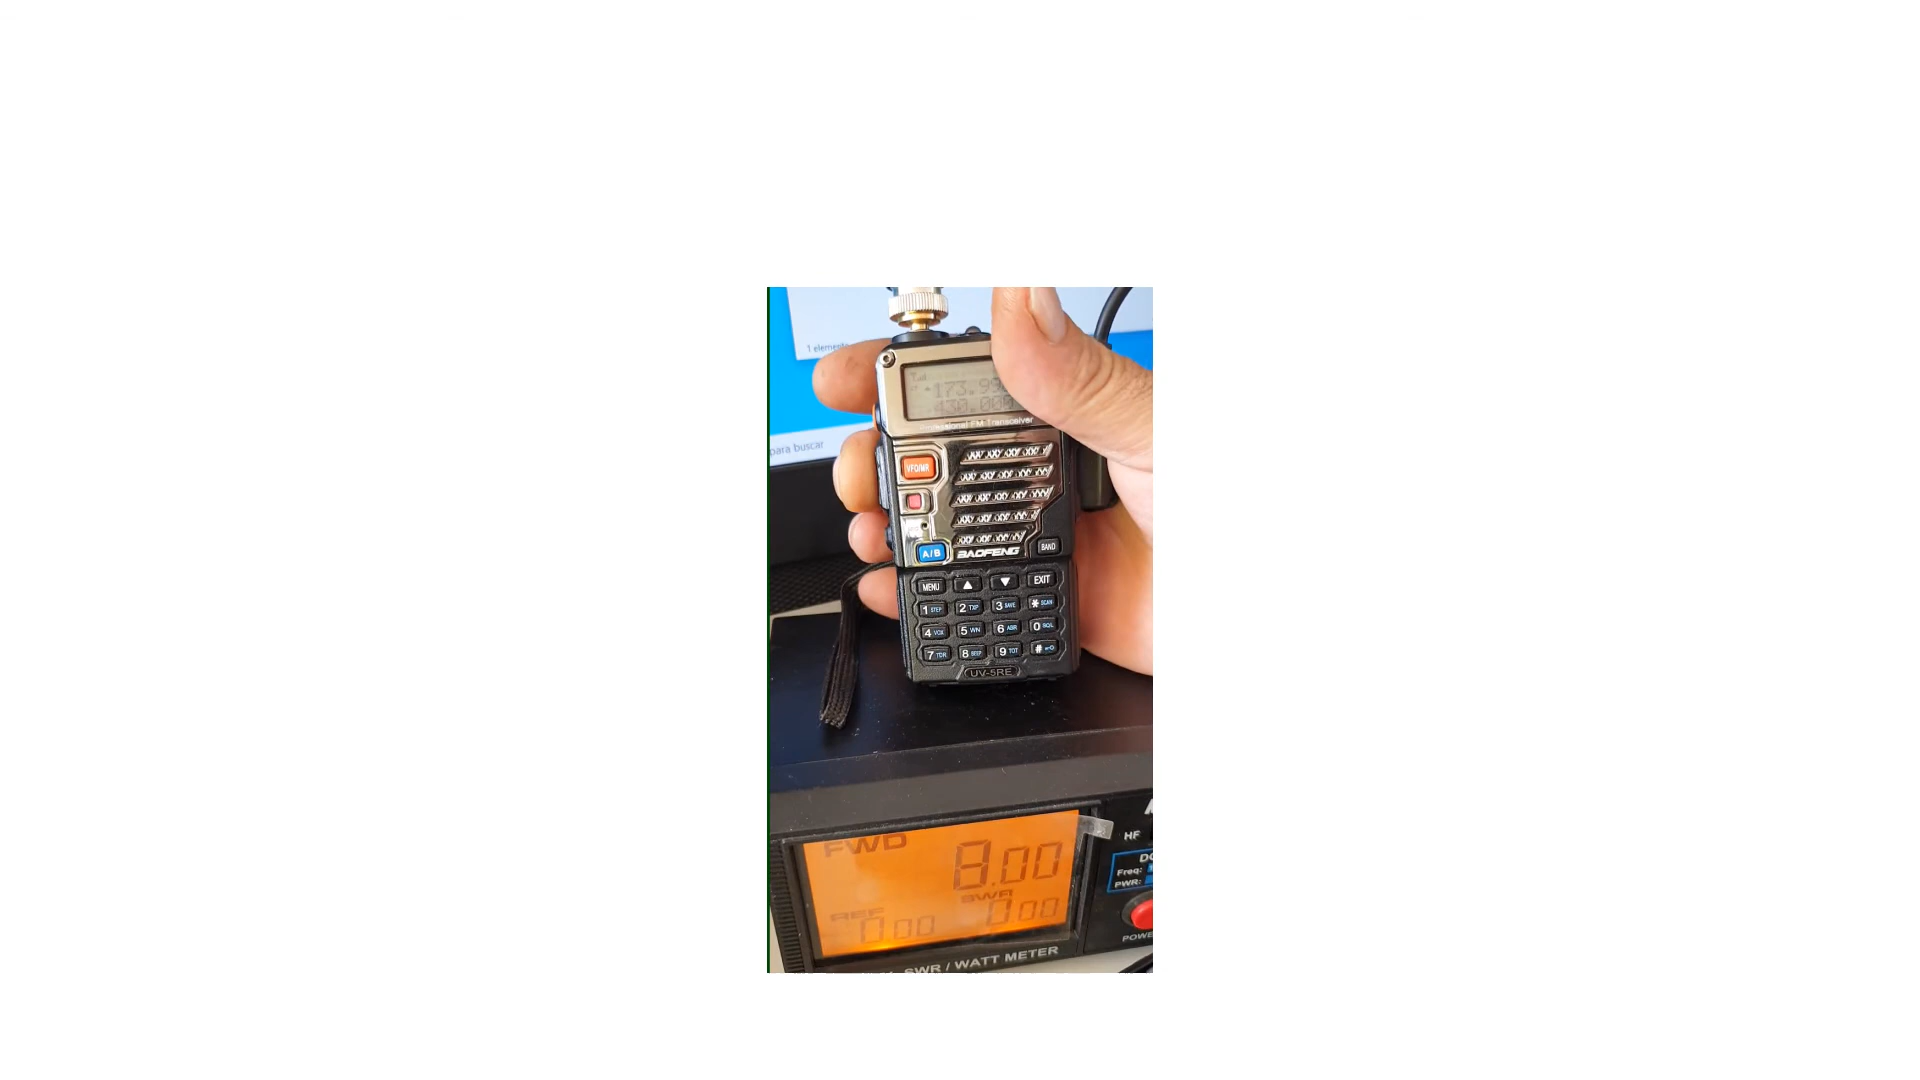 1 elemento
para buscar
173.99
430.000
Professional FM Transceiver
VFO/MR
A/B
BAOFENG
BAND
MENU ▲ ▼ EXIT
1 STEP 2 TXP 3 SAVE * SCAN
4 VOX 5 WN 6 ABR 0 SQL
7 TDR 8 BEEP 9 TOT #
UV-5RE
FWD
8.00
REF
0.00
SWR
0.00
SWR / WATT METER
HF
Freq:
PWR: